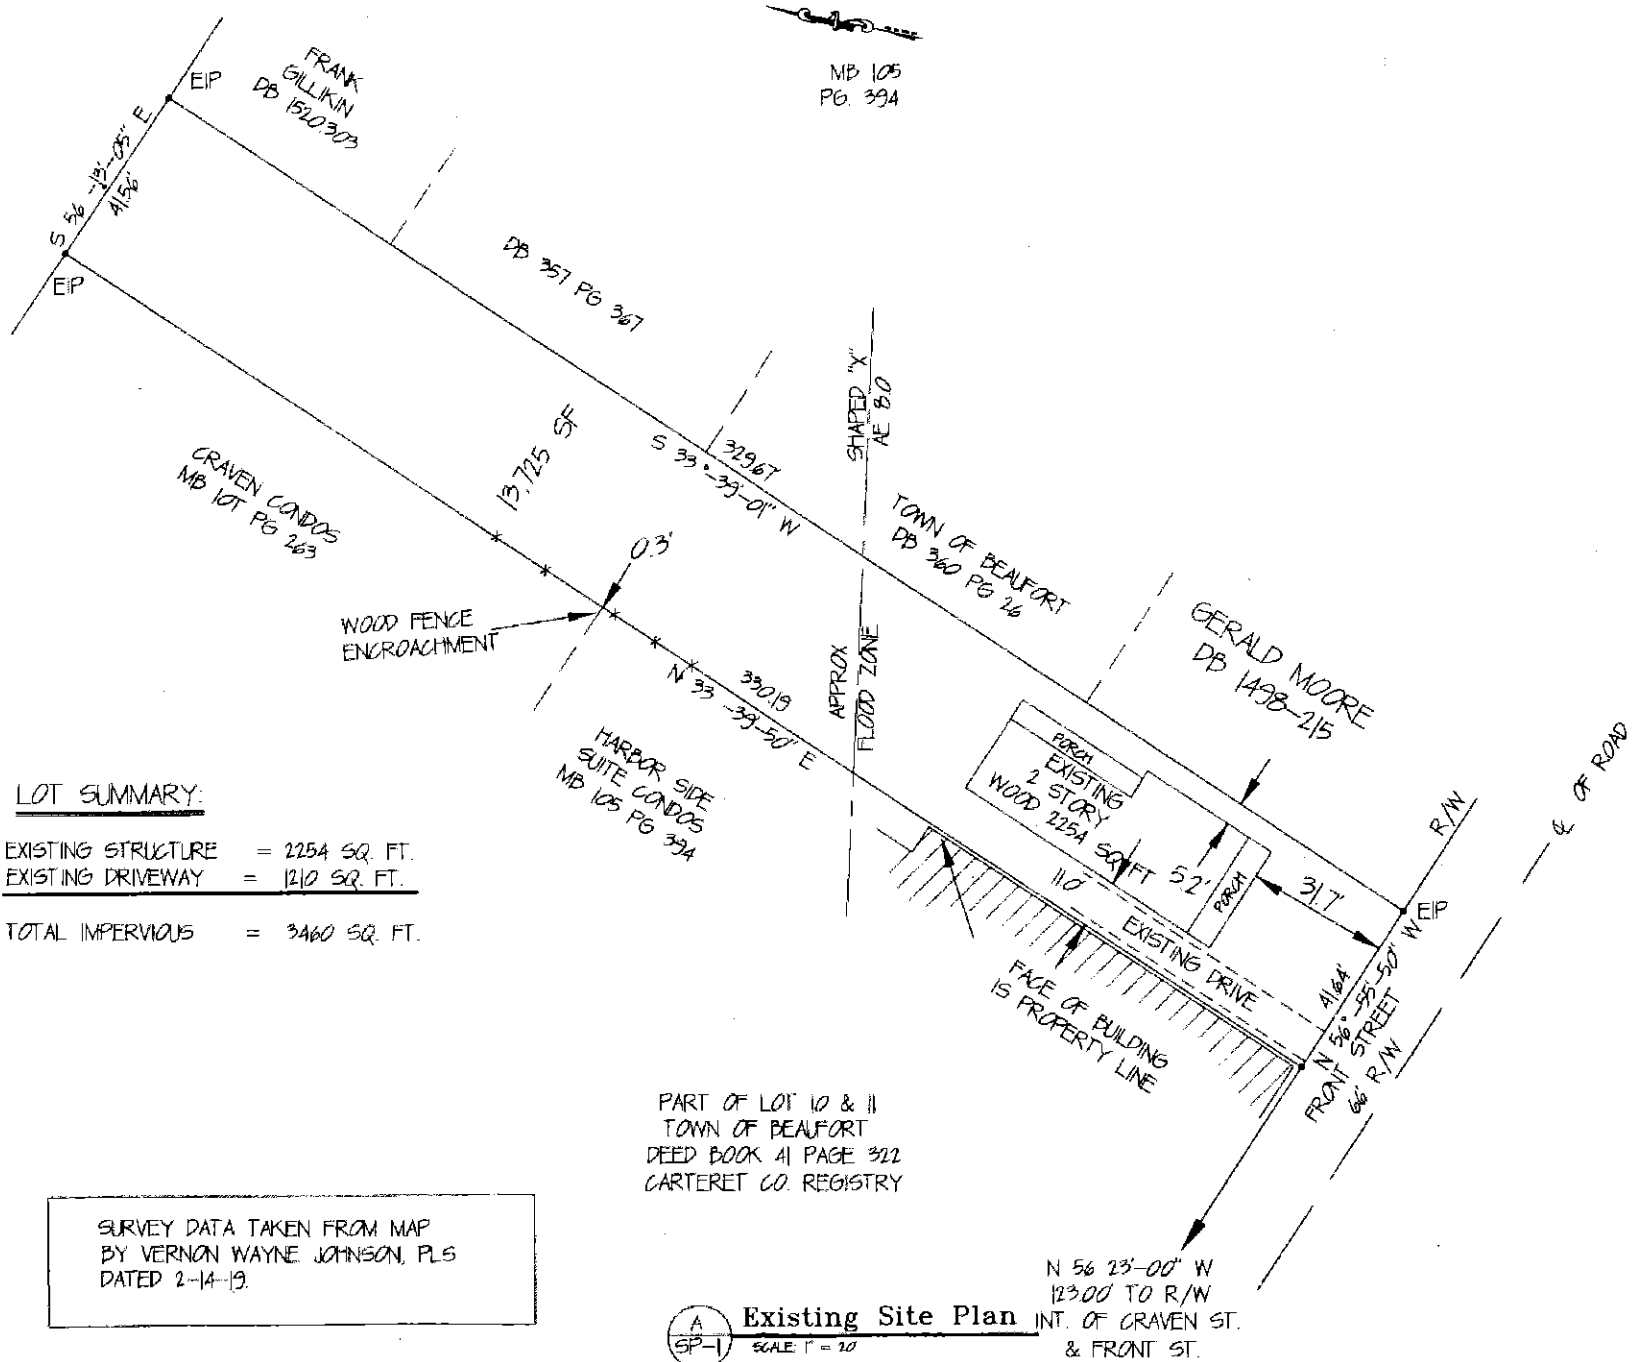 MB 105
PG. 394
EIP
FRANK
GILLIKIN
DB 1520.303
S 56 -13'-05" E
41.56'
EIP
DB 357 PG 367
SHAPED "X"
AE 8.0
CRAVEN CONDOS
MB 10T PG 263
13,725 SF
S 33°-39'-01" W
329.67'
TOWN OF BEAUFORT
DB 360 PG 26
0.3'
WOOD FENCE
ENCROACHMENT
GERALD MOORE
DB 1498-215
N 33 -39'-50' E
330.19
APPROX
FLOOD ZONE
HARBOR SIDE
SUITE CONDOS
MB 105 PG 394
PORCH
EXISTING
2 STORY
WOOD 2254 SQ FT
R/W
℄ OF ROAD
LOT SUMMARY:
EXISTING STRUCTURE = 2254 SQ. FT.
EXISTING DRIVEWAY = 1210 SQ. FT.
TOTAL IMPERVIOUS = 3460 SQ. FT.
11.0'
5.2'
PORCH
31.7'
EIP
EXISTING DRIVE
FACE OF BUILDING
IS PROPERTY LINE
41.64'
N 56°-55'-50" W
FRONT STREET
66' R/W
PART OF LOT 10 & 11
TOWN OF BEAUFORT
DEED BOOK 41 PAGE 322
CARTERET CO. REGISTRY
SURVEY DATA TAKEN FROM MAP
BY VERNON WAYNE JOHNSON, PLS
DATED 2-14-19.
N 56 23'-00" W
123.00' TO R/W
INT. OF CRAVEN ST.
& FRONT ST.
A
SP-1
Existing Site Plan
SCALE: 1" = 20'